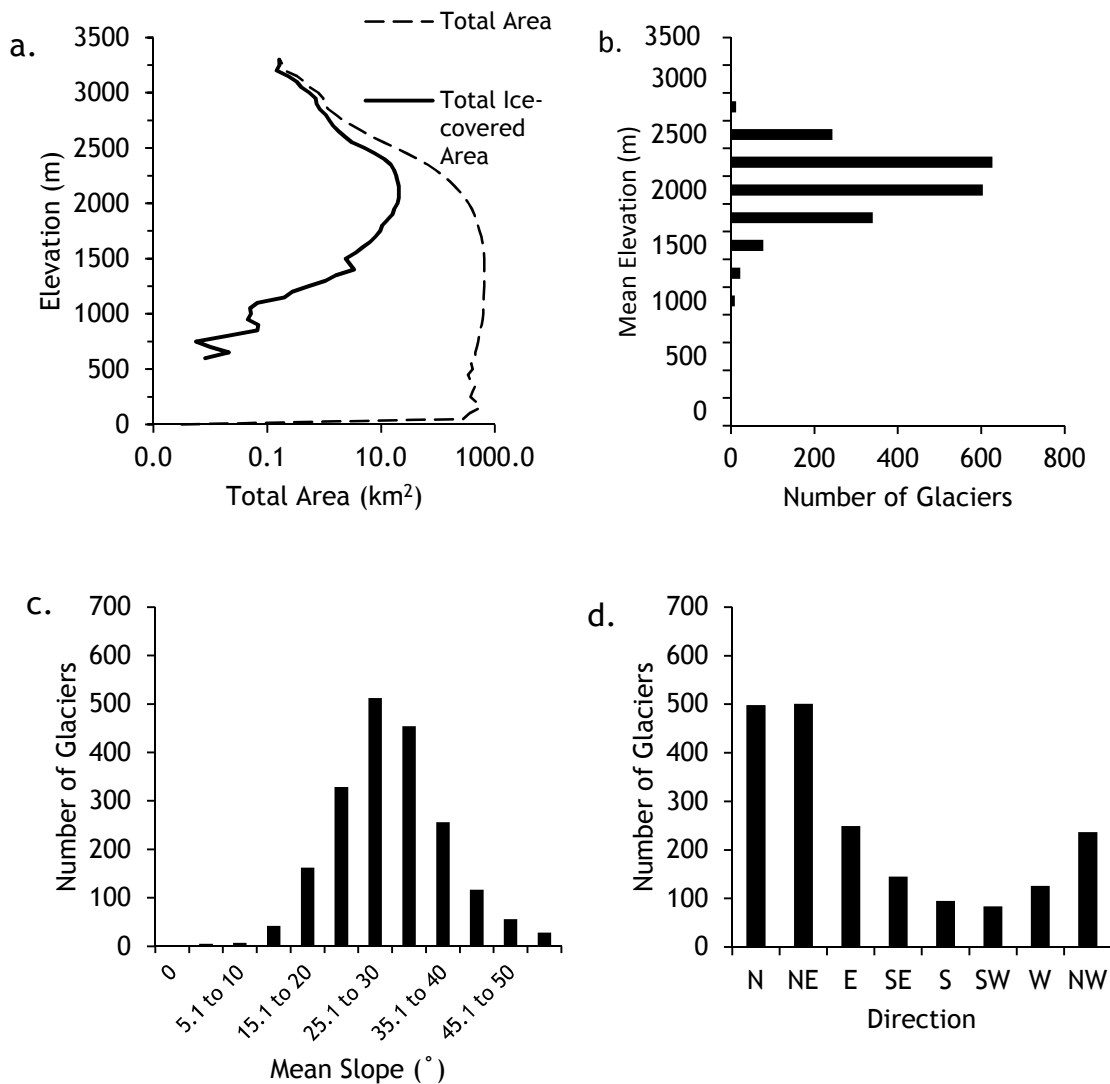 a.
Total Area
Total Ice-
covered
Area
3500
3000
2500
2000
1500
1000
500
0
Elevation (m)
0.0 0.1 10.0 1000.0
Total Area (km²)
b.
3500
3000
2500
2000
1500
1000
500
0
Mean Elevation (m)
0 200 400 600 800
Number of Glaciers
c.
700
600
500
400
300
200
100
0
Number of Glaciers
0
5.1 to 10
15.1 to 20
25.1 to 30
35.1 to 40
45.1 to 50
Mean Slope (˚)
d.
700
600
500
400
300
200
100
0
Number of Glaciers
N NE E SE S SW W NW
Direction